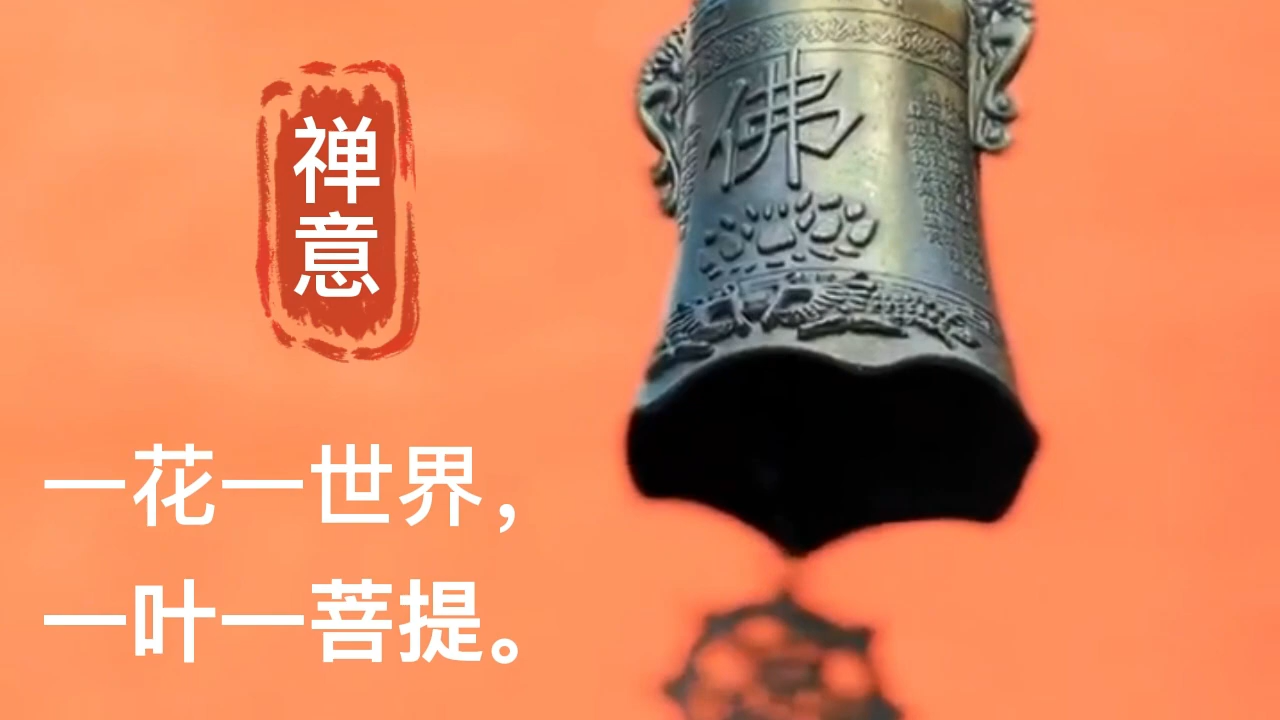 禅意
佛
一花一世界，
一叶一菩提。